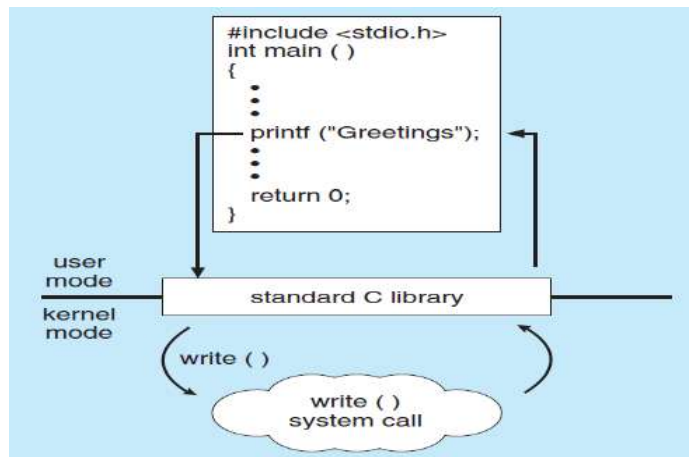 #include <stdio.h>
int main ( )
{
•
•
•
printf ("Greetings");
•
•
•
return 0;
}
user
mode
standard C library
kernel
mode
write ( )
write ( )
system call